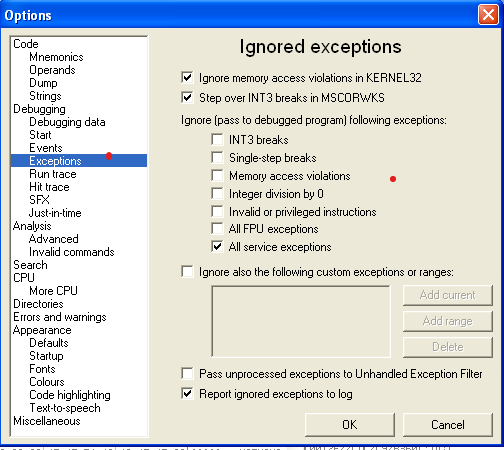 Options
Ignored exceptions
Code
Mnemonics
Operands
Dump
Strings
Debugging
Debugging data
Start
Events
Exceptions
Run trace
Hit trace
SFX
Just-in-time
Analysis
Advanced
Invalid commands
Search
CPU
More CPU
Directories
Errors and warnings
Appearance
Defaults
Startup
Fonts
Colours
Code highlighting
Text-to-speech
Miscellaneous
Ignore memory access violations in KERNEL32
Step over INT3 breaks in MSCORWKS
Ignore (pass to debugged program) following exceptions:
INT3 breaks
Single-step breaks
Memory access violations
Integer division by 0
Invalid or privileged instructions
All FPU exceptions
All service exceptions
Ignore also the following custom exceptions or ranges:
Add current
Add range
Delete
Pass unprocessed exceptions to Unhandled Exception Filter
Report ignored exceptions to log
OK
Cancel